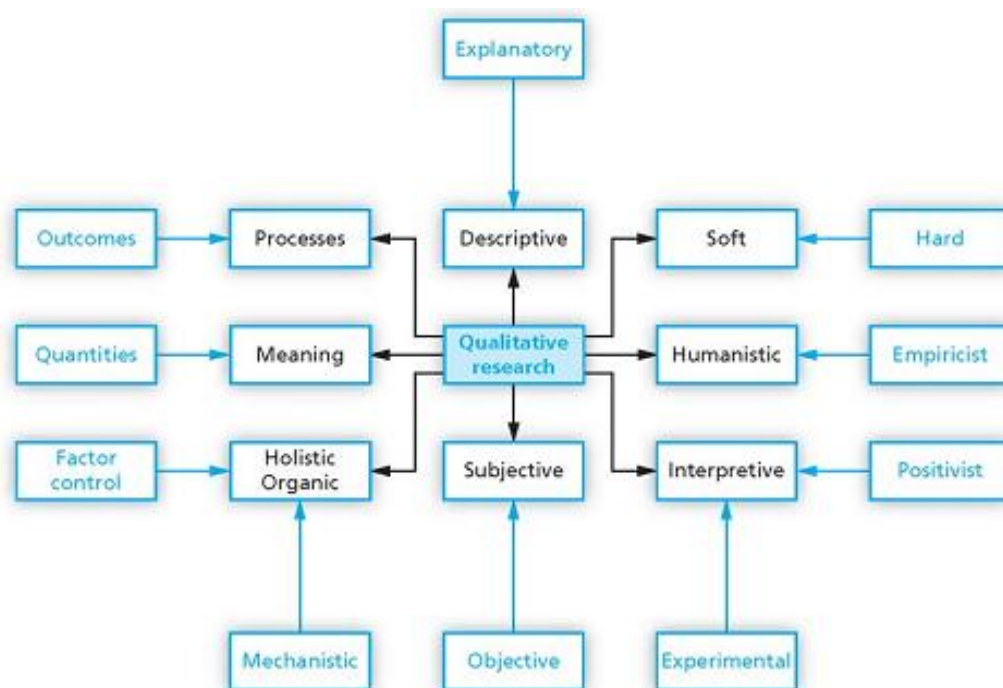 Explanatory
Outcomes
Processes
Descriptive
Soft
Hard
Quantities
Meaning
Qualitative
research
Humanistic
Empiricist
Factor
control
Holistic
Organic
Subjective
Interpretive
Positivist
Mechanistic
Objective
Experimental